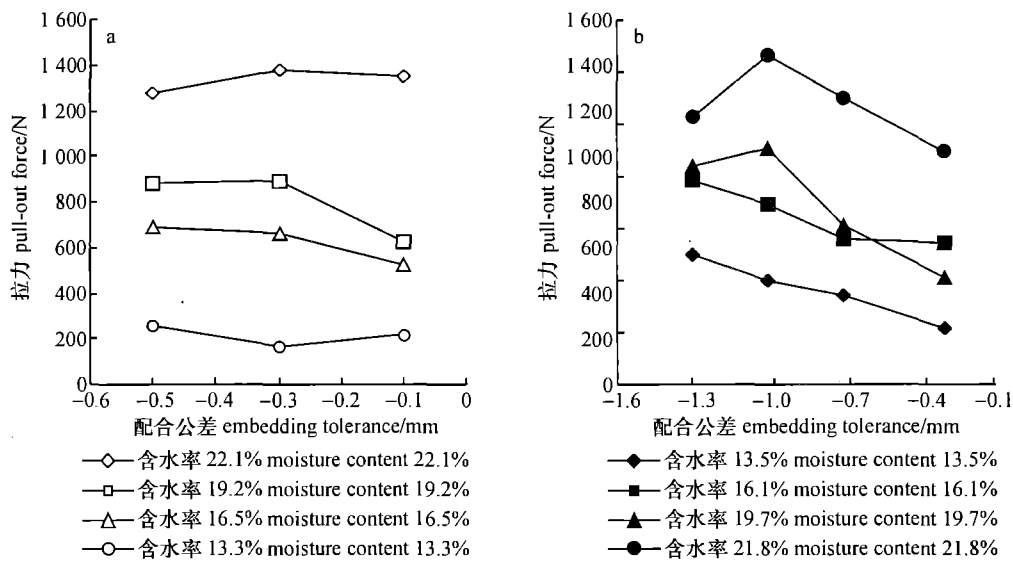 a
1 600
1 400
1 200
1 000
800
600
400
200
0
拉力 pull-out force/N
-0.6 -0.5 -0.4 -0.3 -0.2 -0.1 0
配合公差 embedding tolerance/mm
含水率 22.1% moisture content 22.1%
含水率 19.2% moisture content 19.2%
含水率 16.5% moisture content 16.5%
含水率 13.3% moisture content 13.3%
b
1 600
1 400
1 200
1 000
800
600
400
200
0
拉力 pull-out force/N
-1.6 -1.3 -1.0 -0.7 -0.4 -0.1
配合公差 embedding tolerance/mm
含水率 13.5% moisture content 13.5%
含水率 16.1% moisture content 16.1%
含水率 19.7% moisture content 19.7%
含水率 21.8% moisture content 21.8%